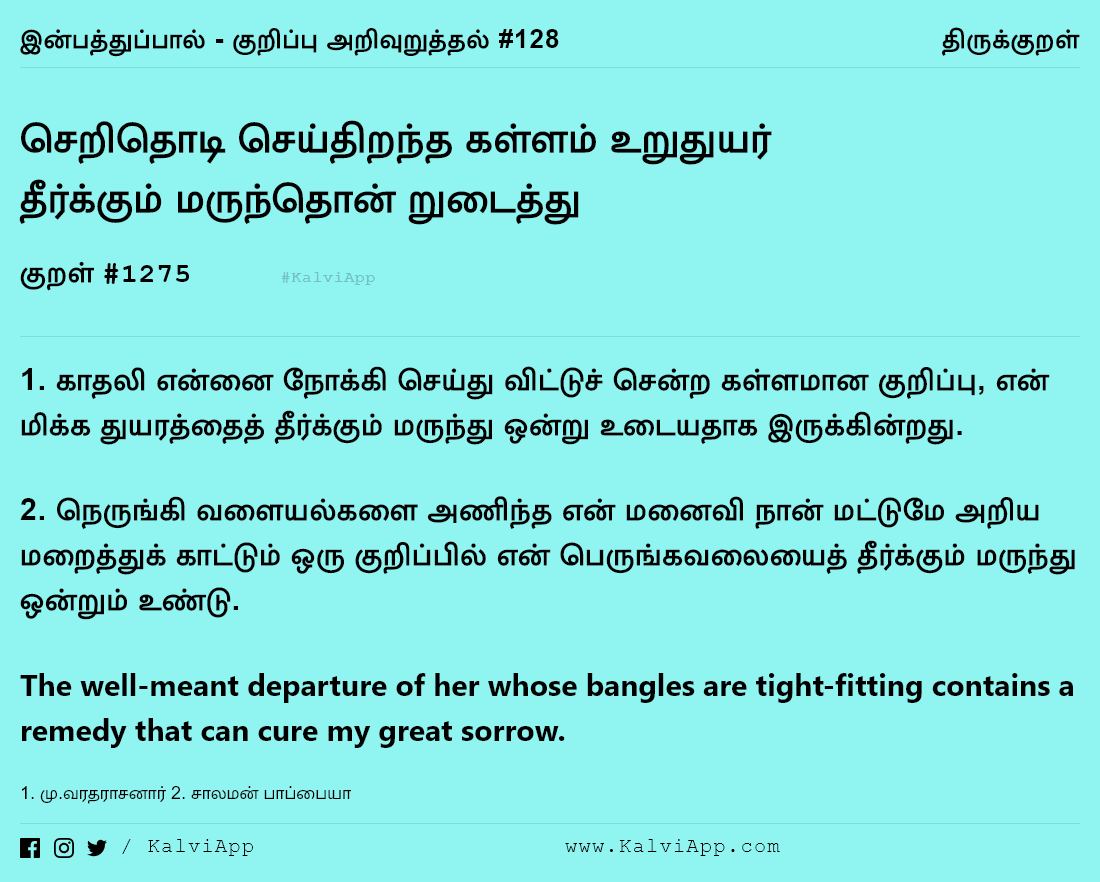 இன்பத்துப்பால் - குறிப்பு அறிவுறுத்தல் #128
திருக்குறள்
செறிதொடி செய்திறந்த கள்ளம் உறுதுயர்
தீர்க்கும் மருந்தொன் றுடைத்து
குறள் #1275
#KalviApp
1. காதலி என்னை நோக்கி செய்து விட்டுச் சென்ற கள்ளமான குறிப்பு, என்
மிக்க துயரத்தைத் தீர்க்கும் மருந்து ஒன்று உடையதாக இருக்கின்றது.
2. நெருங்கி வளையல்களை அணிந்த என் மனைவி நான் மட்டுமே அறிய
மறைத்துக் காட்டும் ஒரு குறிப்பில் என் பெருங்கவலையைத் தீர்க்கும் மருந்து
ஒன்றும் உண்டு.
The well-meant departure of her whose bangles are tight-fitting contains a
remedy that can cure my great sorrow.
1. மு.வரதராசனார் 2. சாலமன் பாப்பையா
/ KalviApp
www.KalviApp.com